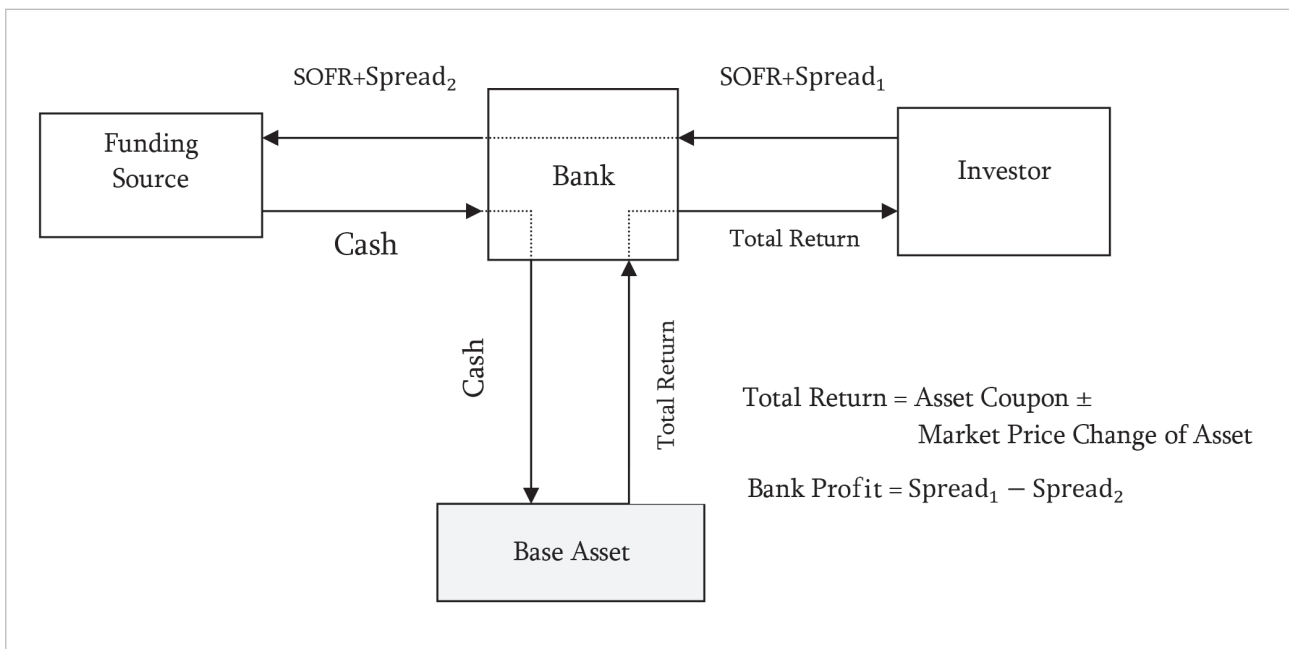 SOFR+Spread₂
SOFR+Spread₁
Funding
Source
Bank
Investor
Cash
Total Return
Cash
Total Return
Total Return = Asset Coupon ±
Market Price Change of Asset
Bank Profit = Spread₁ − Spread₂
Base Asset